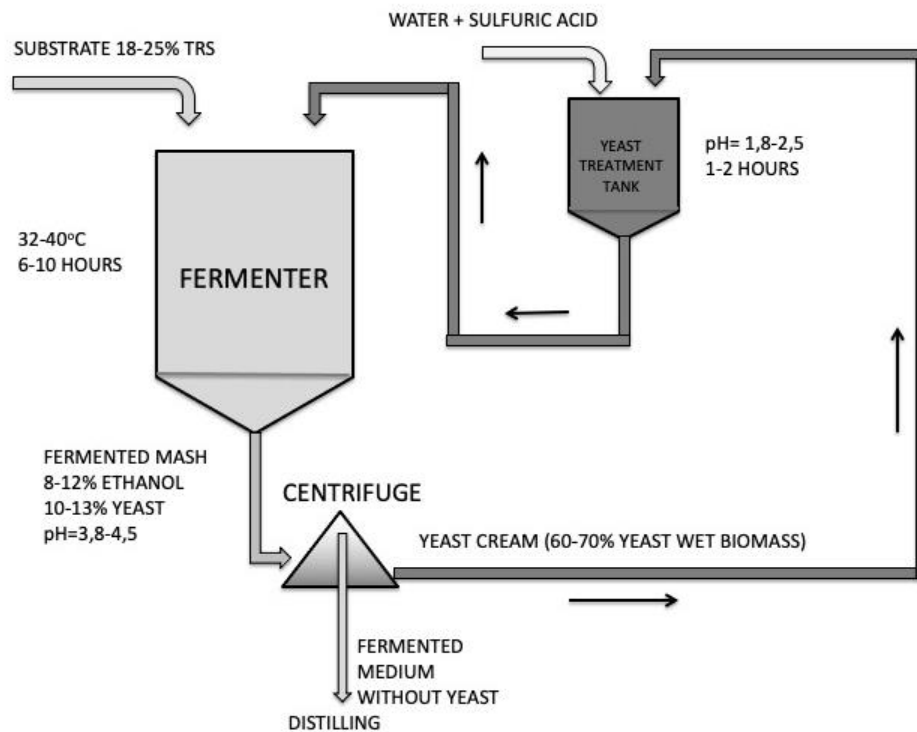 WATER + SULFURIC ACID
SUBSTRATE 18-25% TRS
YEAST
TREATMENT
TANK
pH= 1,8-2,5
1-2 HOURS
32-40ºC
6-10 HOURS
FERMENTER
FERMENTED MASH
8-12% ETHANOL
10-13% YEAST
pH=3,8-4,5
CENTRIFUGE
YEAST CREAM (60-70% YEAST WET BIOMASS)
FERMENTED
MEDIUM
WITHOUT YEAST
DISTILLING